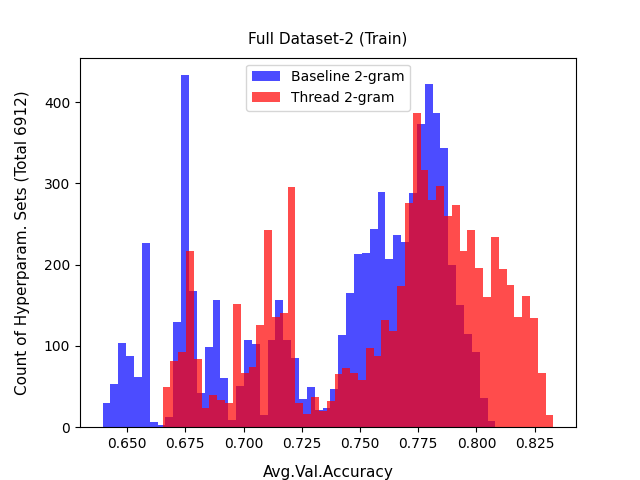 Full Dataset-2 (Train)
Baseline 2-gram
Thread 2-gram
Count of Hyperparam. Sets (Total 6912)
400
300
200
100
0
0.650 0.675 0.700 0.725 0.750 0.775 0.800 0.825
Avg.Val.Accuracy